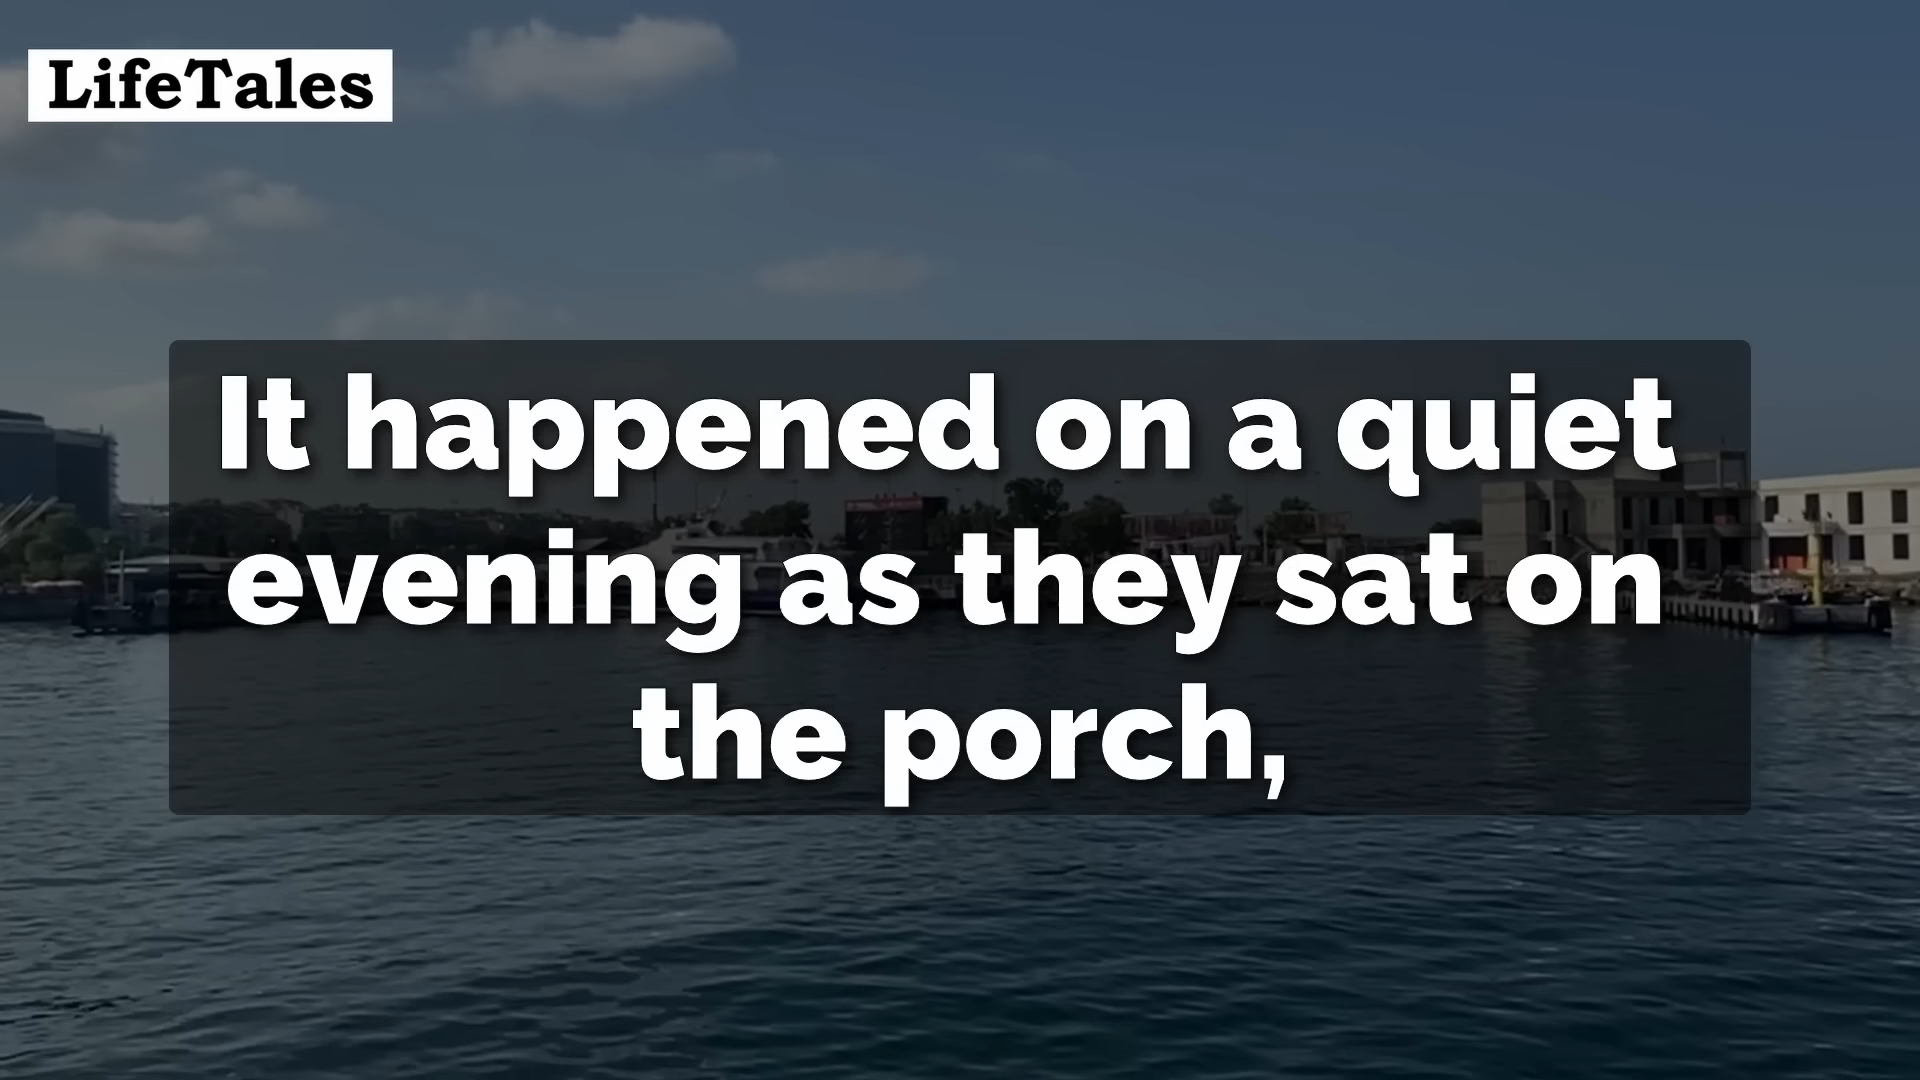 LifeTales
It happened on a quiet
evening as they sat on
the porch,